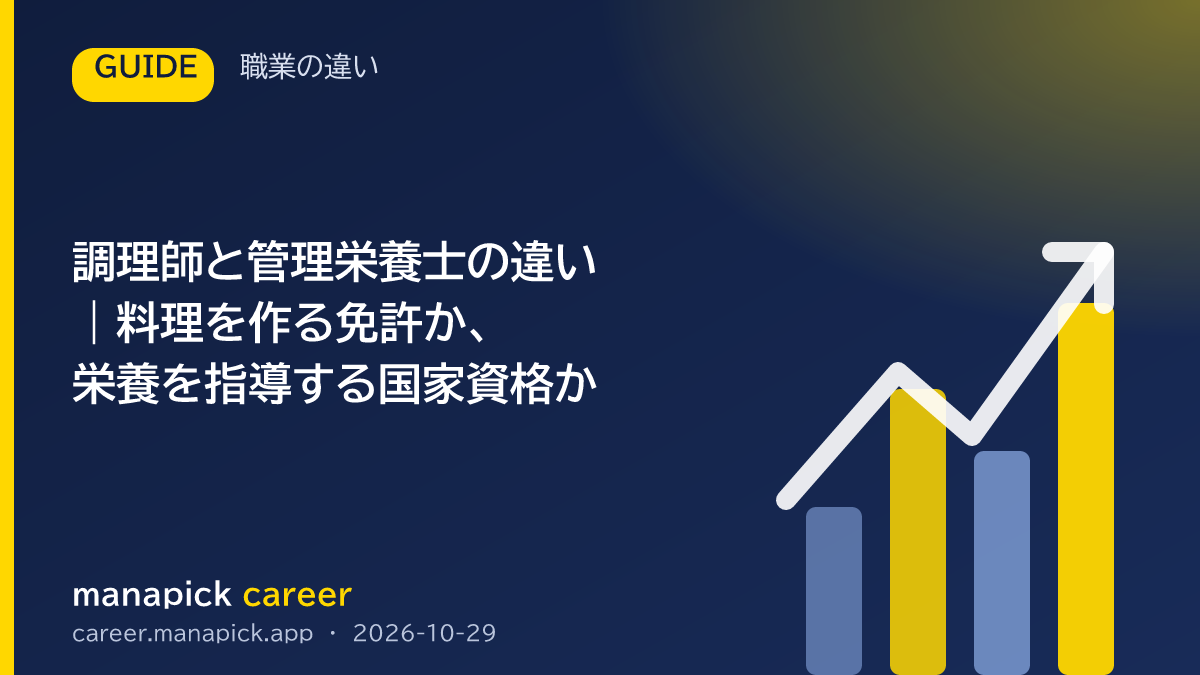 GUIDE 職業の違い
調理師と管理栄養士の違い
｜料理を作る免許か、
栄養を指導する国家資格か
manapick career
career.manapick.app ・ 2026-10-29